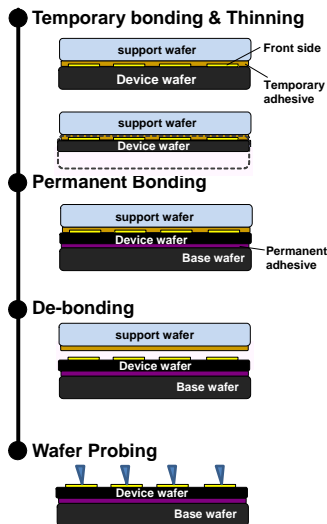 Temporary bonding & Thinning
support wafer
Front side
Device wafer
Temporary
adhesive
support wafer
Device wafer
Permanent Bonding
support wafer
Device wafer
Permanent
adhesive
Base wafer
De-bonding
support wafer
Device wafer
Base wafer
Wafer Probing
Device wafer
Base wafer